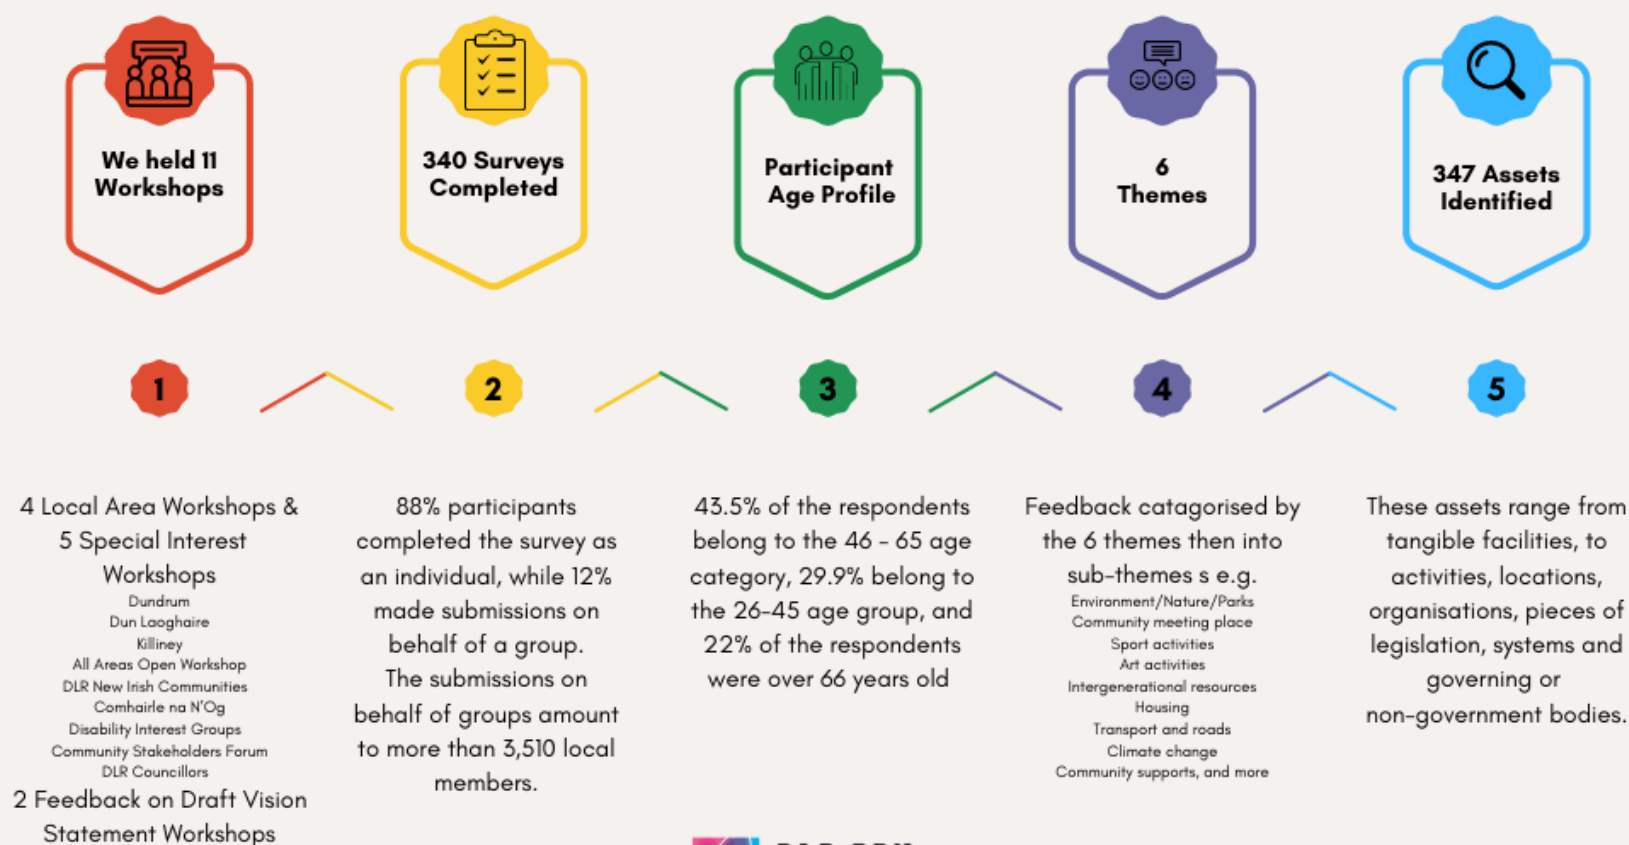 We held 11
Workshops
340 Surveys
Completed
Participant
Age Profile
6
Themes
347 Assets
Identified
1
2
3
4
5
4 Local Area Workshops &
5 Special Interest
Workshops
Dundrum
Dun Laoghaire
Killiney
All Areas Open Workshop
DLR New Irish Communities
Comhairle na N'Og
Disability Interest Groups
Community Stakeholders Forum
DLR Councillors
2 Feedback on Draft Vision
Statement Workshops
88% participants
completed the survey as
an individual, while 12%
made submissions on
behalf of a group.
The submissions on
behalf of groups amount
to more than 3,510 local
members.
43.5% of the respondents
belong to the 46 - 65 age
category, 29.9% belong to
the 26-45 age group, and
22% of the respondents
were over 66 years old
Feedback catagorised by
the 6 themes then into
sub-themes s e.g.
Environment/Nature/Parks
Community meeting place
Sport activities
Art activities
Intergenerational resources
Housing
Transport and roads
Climate change
Community supports, and more
These assets range from
tangible facilities, to
activities, locations,
organisations, pieces of
legislation, systems and
governing or
non-government bodies.